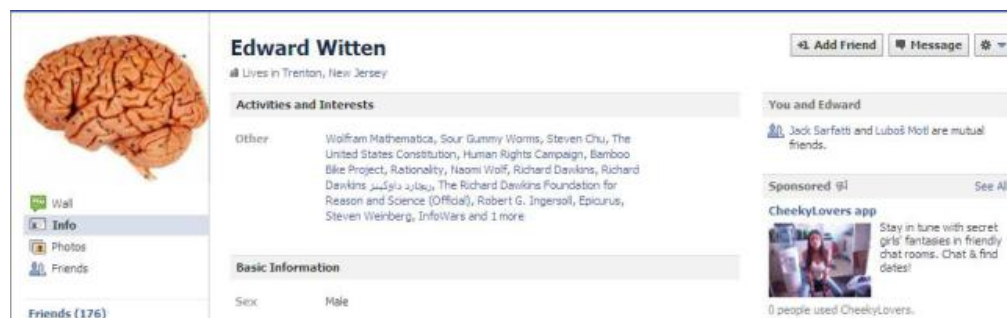 Edward Witten
Lives in Trenton, New Jersey
+1 Add Friend
Message
Activities and Interests
Other
Wolfram Mathematica, Sour Gummy Worms, Steven Chu, The
United States Constitution, Human Rights Campaign, Bamboo
Bike Project, Rationality, Naomi Wolf, Richard Dawkins, Richard
Dawkins ریچارد داوکینز, The Richard Dawkins Foundation for
Reason and Science (Official), Robert G. Ingersoll, Epicurus,
Steven Weinberg, InfoWars and 1 more
Basic Information
Sex
Male
Wall
Info
Photos
Friends
Friends (176)
You and Edward
Jack Sarfatti and Luboš Motl are mutual
friends.
Sponsored
See All
CheekyLovers app
Stay in tune with secret
girls' fantasies in friendly
chat rooms. Chat & find
dates!
0 people used CheekyLovers.